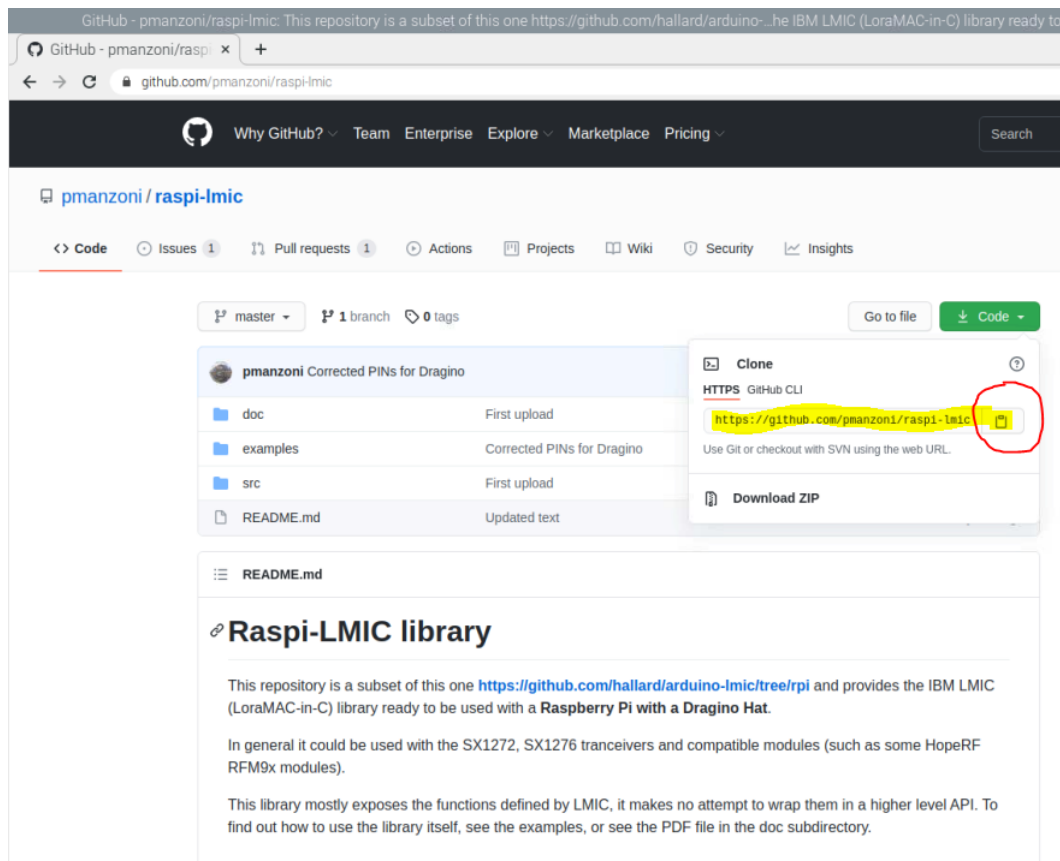 GitHub - pmanzoni/raspi-lmic: This repository is a subset of this one https://github.com/hallard/arduino-...he IBM LMIC (LoraMAC-in-C) library ready to
GitHub - pmanzoni/rasp
github.com/pmanzoni/raspi-lmic
Why GitHub? Team Enterprise Explore Marketplace Pricing Search
pmanzoni / raspi-lmic
<> Code Issues 1 Pull requests 1 Actions Projects Wiki Security Insights
master 1 branch 0 tags Go to file Code
pmanzoni Corrected PINs for Dragino
Clone
HTTPS GitHub CLI
doc First upload
https://github.com/pmanzoni/raspi-lmic
examples Corrected PINs for Dragino
Use Git or checkout with SVN using the web URL.
src First upload
Download ZIP
README.md Updated text
README.md
Raspi-LMIC library
This repository is a subset of this one https://github.com/hallard/arduino-lmic/tree/rpi and provides the IBM LMIC
(LoraMAC-in-C) library ready to be used with a Raspberry Pi with a Dragino Hat.
In general it could be used with the SX1272, SX1276 tranceivers and compatible modules (such as some HopeRF
RFM9x modules).
This library mostly exposes the functions defined by LMIC, it makes no attempt to wrap them in a higher level API. To
find out how to use the library itself, see the examples, or see the PDF file in the doc subdirectory.